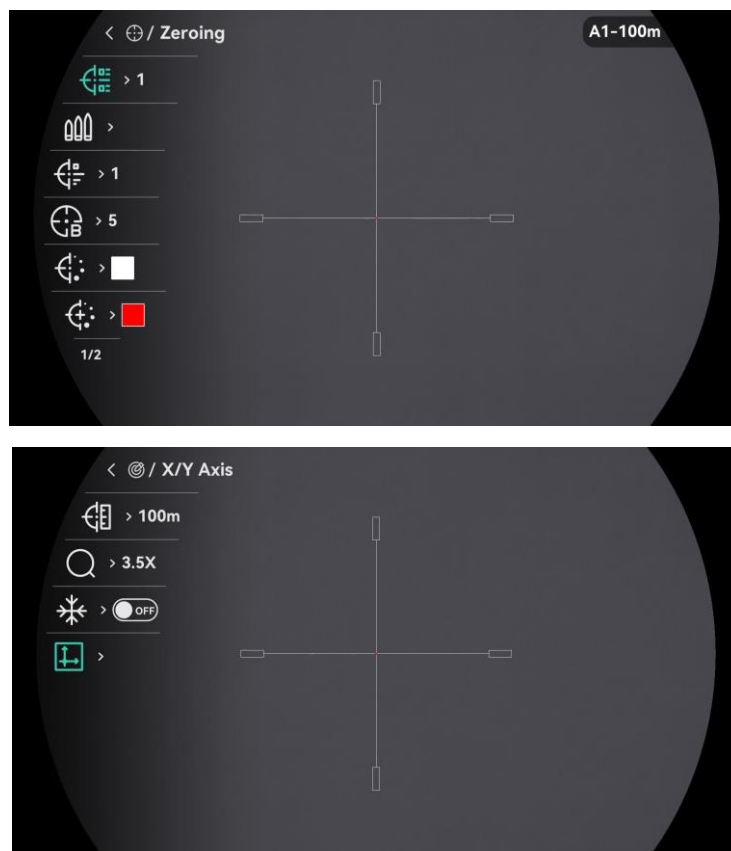 < / Zeroing
A1-100m
> 1
>
> 1
B > 5
>
>
1/2
< / X/Y Axis
> 100m
> 3.5X
> OFF
>